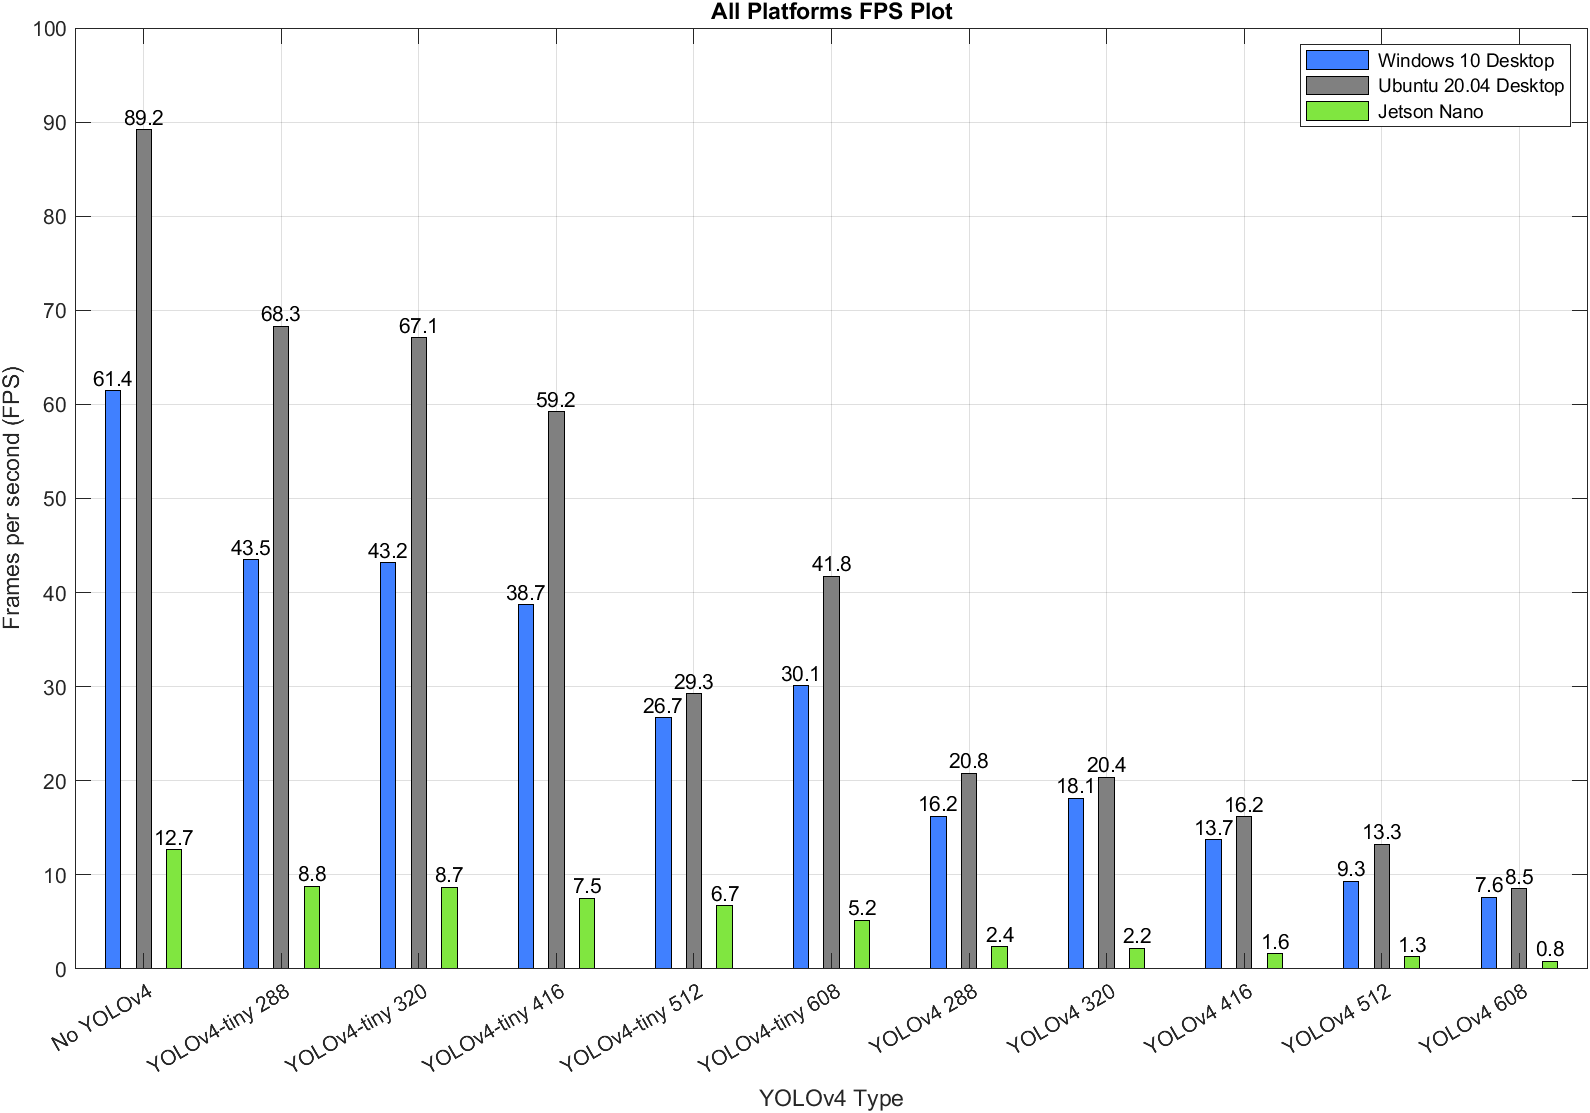 All Platforms FPS Plot
Windows 10 Desktop
Ubuntu 20.04 Desktop
Jetson Nano
Frames per second (FPS)
100
90
80
70
60
50
40
30
20
10
0
61.4
89.2
12.7
43.5
68.3
8.8
43.2
67.1
8.7
38.7
59.2
7.5
26.7
29.3
6.7
30.1
41.8
5.2
16.2
20.8
2.4
18.1
20.4
2.2
13.7
16.2
1.6
9.3
13.3
1.3
7.6
8.5
0.8
No YOLOv4
YOLOv4-tiny 288
YOLOv4-tiny 320
YOLOv4-tiny 416
YOLOv4-tiny 512
YOLOv4-tiny 608
YOLOv4 288
YOLOv4 320
YOLOv4 416
YOLOv4 512
YOLOv4 608
YOLOv4 Type